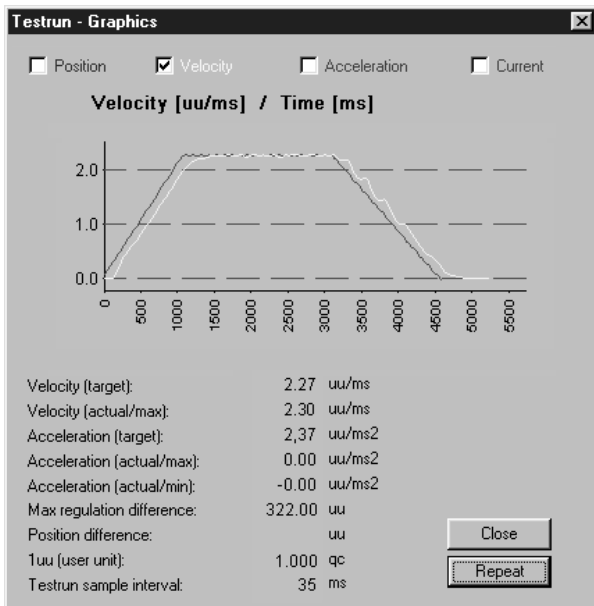 Testrun - Graphics
Position Velocity Acceleration Current
Velocity [uu/ms] / Time [ms]
2.0
1.0
0.0
0 500 1000 1500 2000 2500 3000 3500 4000 4500 5000 5500
Velocity (target): 2.27 uu/ms
Velocity (actual/max): 2.30 uu/ms
Acceleration (target): 2,37 uu/ms2
Acceleration (actual/max): 0.00 uu/ms2
Acceleration (actual/min): -0.00 uu/ms2
Max regulation difference: 322.00 uu
Position difference: uu
1uu (user unit): 1.000 qc
Testrun sample interval: 35 ms
Close
Repeat